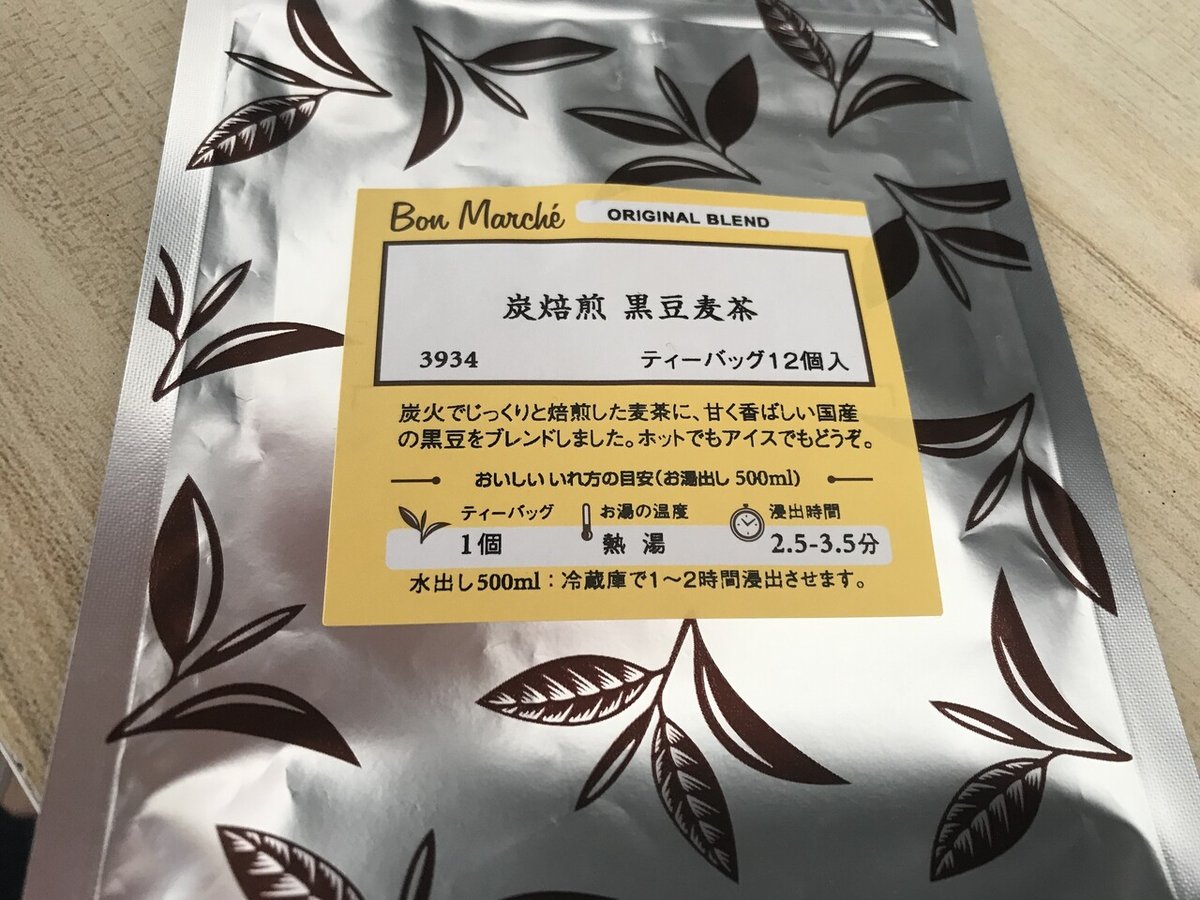 Bon Marché ORIGINAL BLEND
炭焙煎 黒豆麦茶
3934 ティーバッグ12個入
炭火でじっくりと焙煎した麦茶に、甘く香ばしい国産
の黒豆をブレンドしました。ホットでもアイスでもどうぞ。
おいしいいれ方の目安(お湯出し 500ml)
ティーバッグ お湯の温度 浸出時間
1個 熱湯 2.5-3.5分
水出し500ml：冷蔵庫で1〜2時間浸出させます。